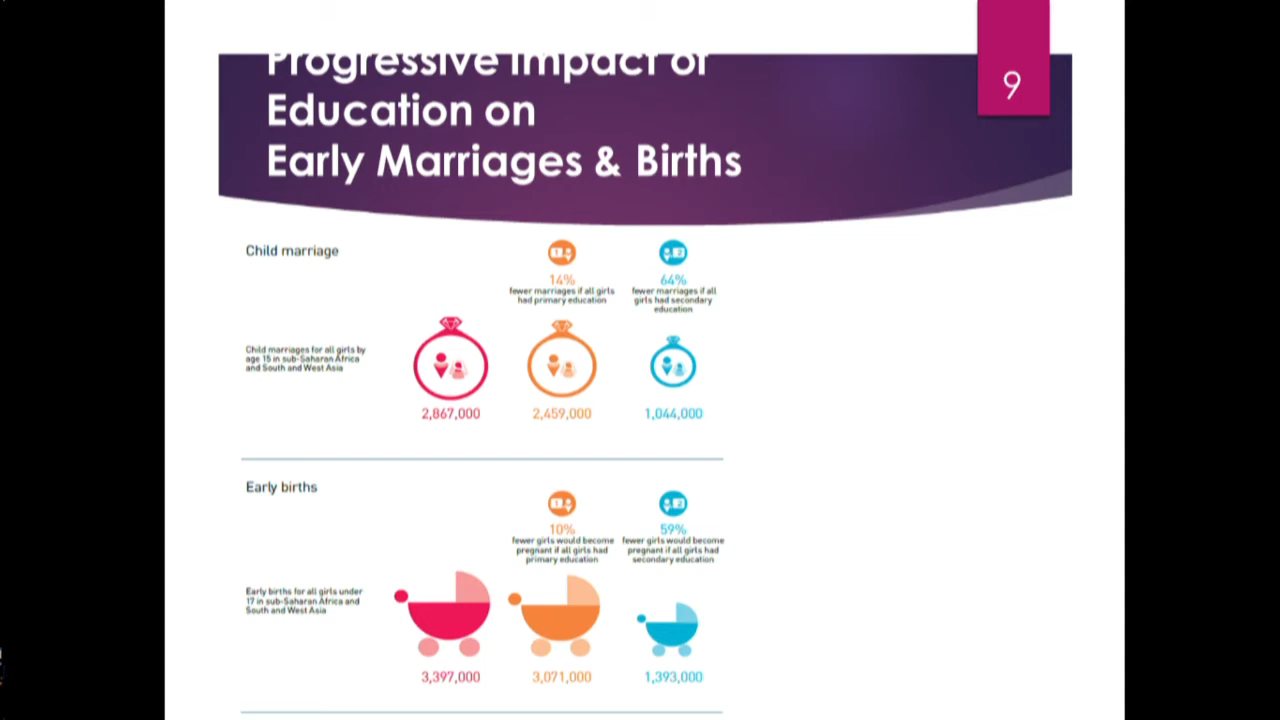 Progressive Impact of
Education on
Early Marriages & Births
9
Child marriage
14%
fewer marriages if all girls
had primary education
64%
fewer marriages if all
girls had secondary
education
Child marriages for all girls by
age 15 in sub-Saharan Africa
and South and West Asia
2,867,000
2,459,000
1,044,000
Early births
10%
fewer girls would become
pregnant if all girls had
primary education
59%
fewer girls would become
pregnant if all girls had
secondary education
Early births for all girls under
17 in sub-Saharan Africa and
South and West Asia
3,397,000
3,071,000
1,393,000